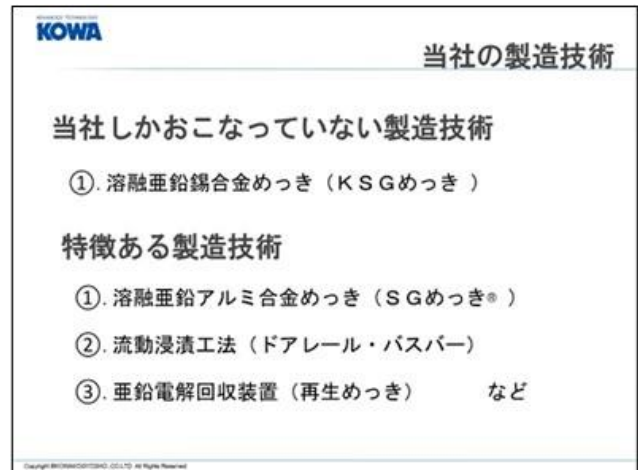 KOWA
当社の製造技術
当社しかおこなっていない製造技術
①. 溶融亜鉛錫合金めっき（KSGめっき ）
特徴ある製造技術
①. 溶融亜鉛アルミ合金めっき（SGめっき® ）
②. 流動浸漬工法（ドアレール・バスバー）
③. 亜鉛電解回収装置（再生めっき） など
All Rights Reserved